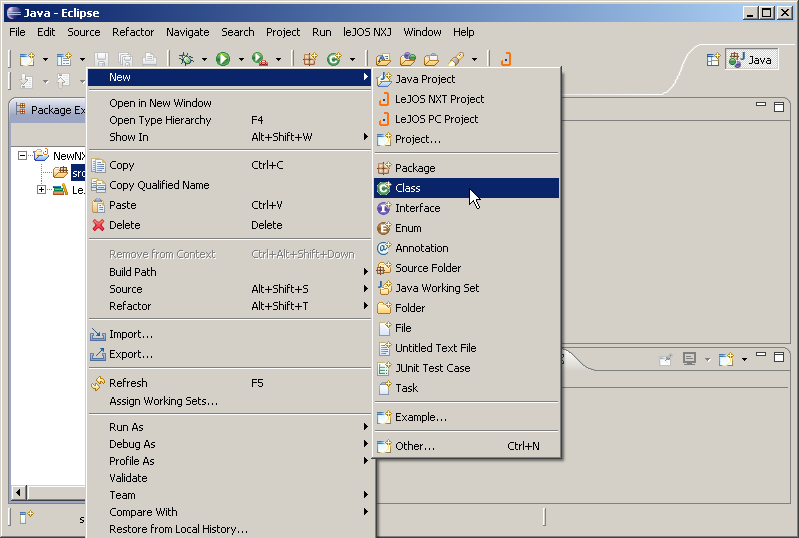 Java - Eclipse
File Edit Source Refactor Navigate Search Project Run leJOS NXJ Window Help
Java
Package Ex
NewNX
src
Le
New
Open in New Window
Open Type Hierarchy F4
Show In Alt+Shift+W
Copy Ctrl+C
Copy Qualified Name
Paste Ctrl+V
Delete Delete
Remove from Context Ctrl+Alt+Shift+Down
Build Path
Source Alt+Shift+S
Refactor Alt+Shift+T
Import...
Export...
Refresh F5
Assign Working Sets...
Run As
Debug As
Profile As
Validate
Team
Compare With
Restore from Local History...
Java Project
LeJOS NXT Project
LeJOS PC Project
Project...
Package
Class
Interface
Enum
Annotation
Source Folder
Java Working Set
Folder
File
Untitled Text File
JUnit Test Case
Task
Example...
Other... Ctrl+N
s